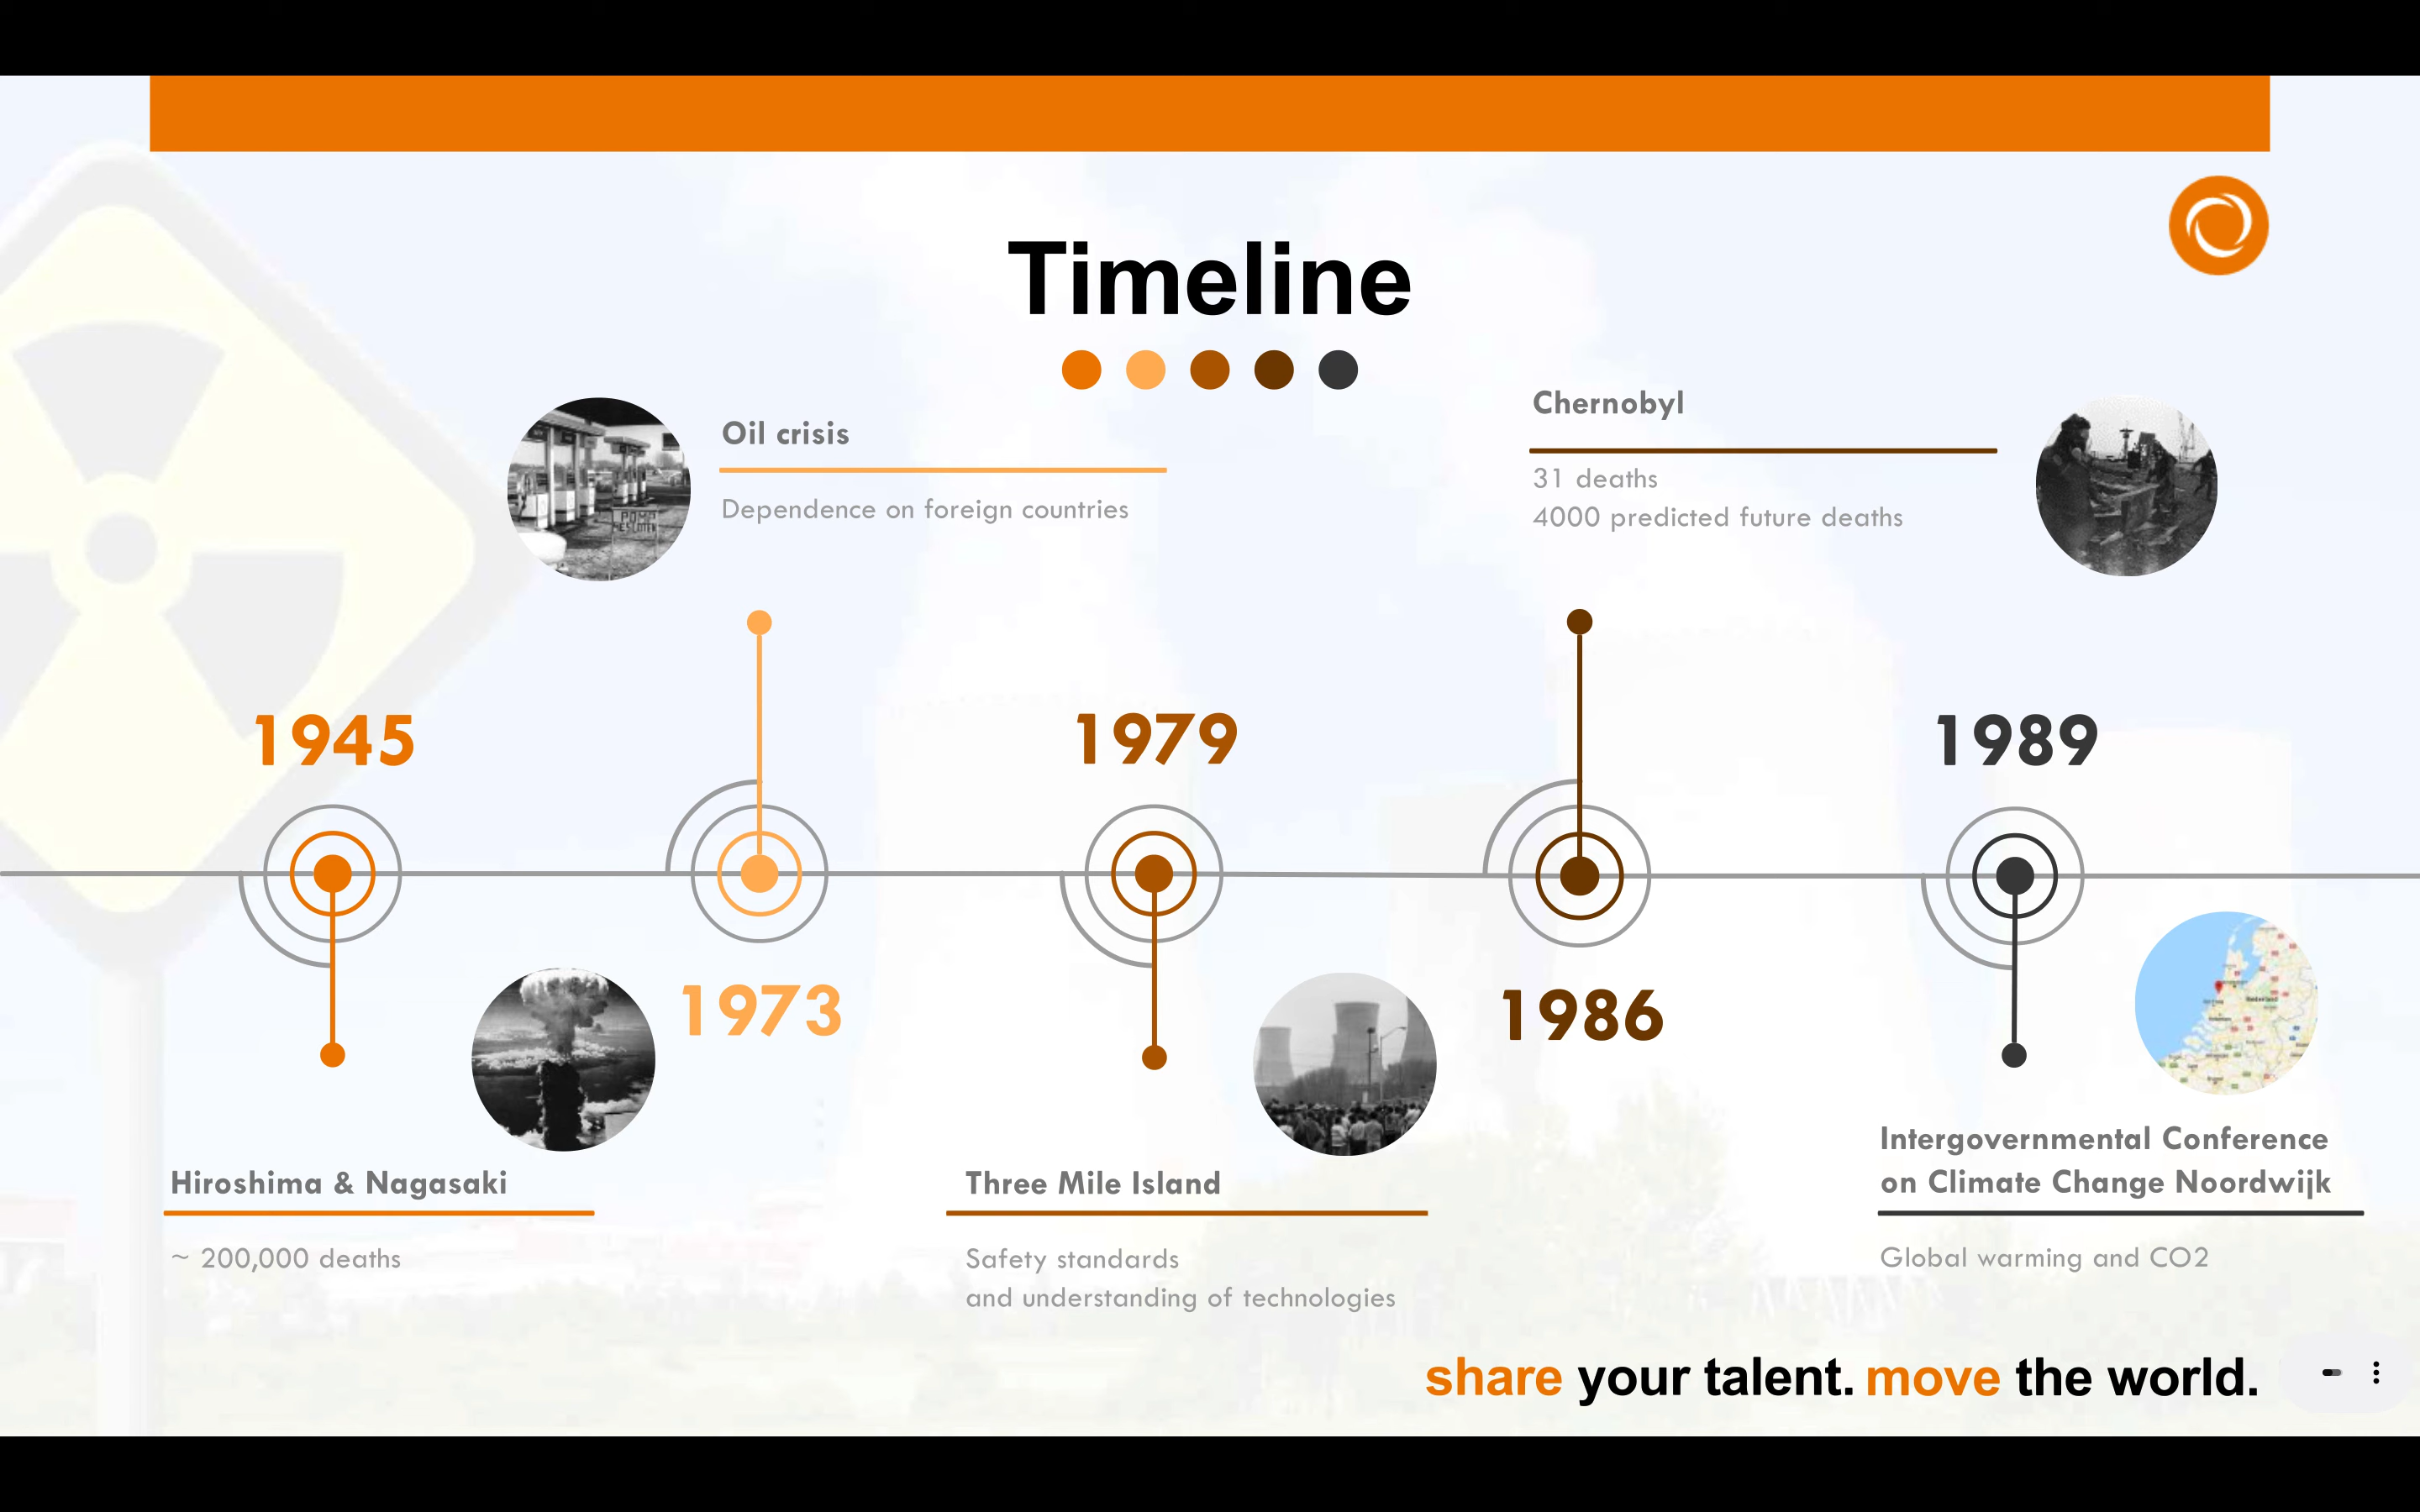 Timeline
Oil crisis
Dependence on foreign countries
Chernobyl
31 deaths
4000 predicted future deaths
1945
1979
1989
1973
1986
Hiroshima & Nagasaki
~ 200,000 deaths
Three Mile Island
Safety standards
and understanding of technologies
Intergovernmental Conference
on Climate Change Noordwijk
Global warming and CO2
share your talent. move the world.